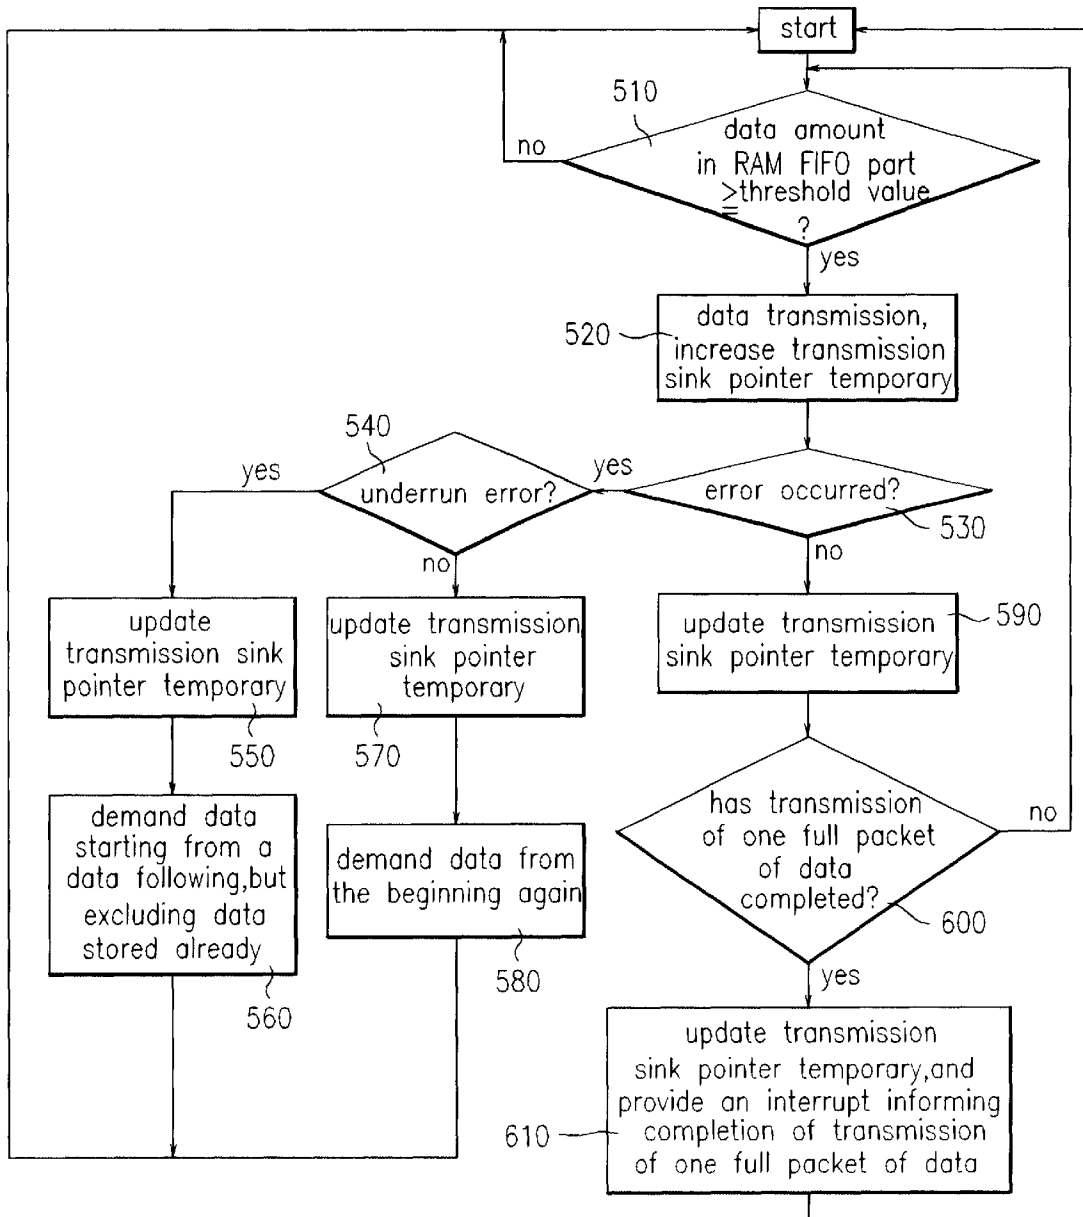 start
510
data amount
in RAM FIFO part
≧threshold value
?
no
yes
520
data transmission,
increase transmission
sink pointer temporary
540
yes
underrun error?
yes
no
error occurred?
530
no
update
transmission sink
pointer temporary
550
update transmission
sink pointer
temporary
570
update transmission
sink pointer temporary
590
demand data
starting from a
data following,but
excluding data
stored already
560
demand data from
the beginning again
580
has transmission
of one full packet
of data
completed?
600
no
yes
update transmission
sink pointer temporary,and
provide an interrupt informing
completion of transmission
of one full packet of data
610